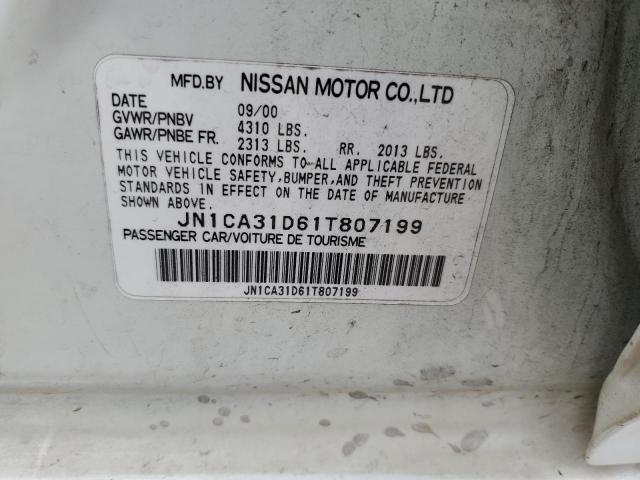 MFD.BY NISSAN MOTOR CO.,LTD
DATE 09/00
GVWR/PNBV 4310 LBS.
GAWR/PNBE FR. 2313 LBS. RR. 2013 LBS.
THIS VEHICLE CONFORMS TO ALL APPLICABLE FEDERAL
MOTOR VEHICLE SAFETY, BUMPER, AND THEFT PREVENTION
STANDARDS IN EFFECT ON THE DATE OF MANUFACTURE
SHOWN ABOVE.
JN1CA31D61T807199
PASSENGER CAR/VOITURE DE TOURISME
JN1CA31D61T807199